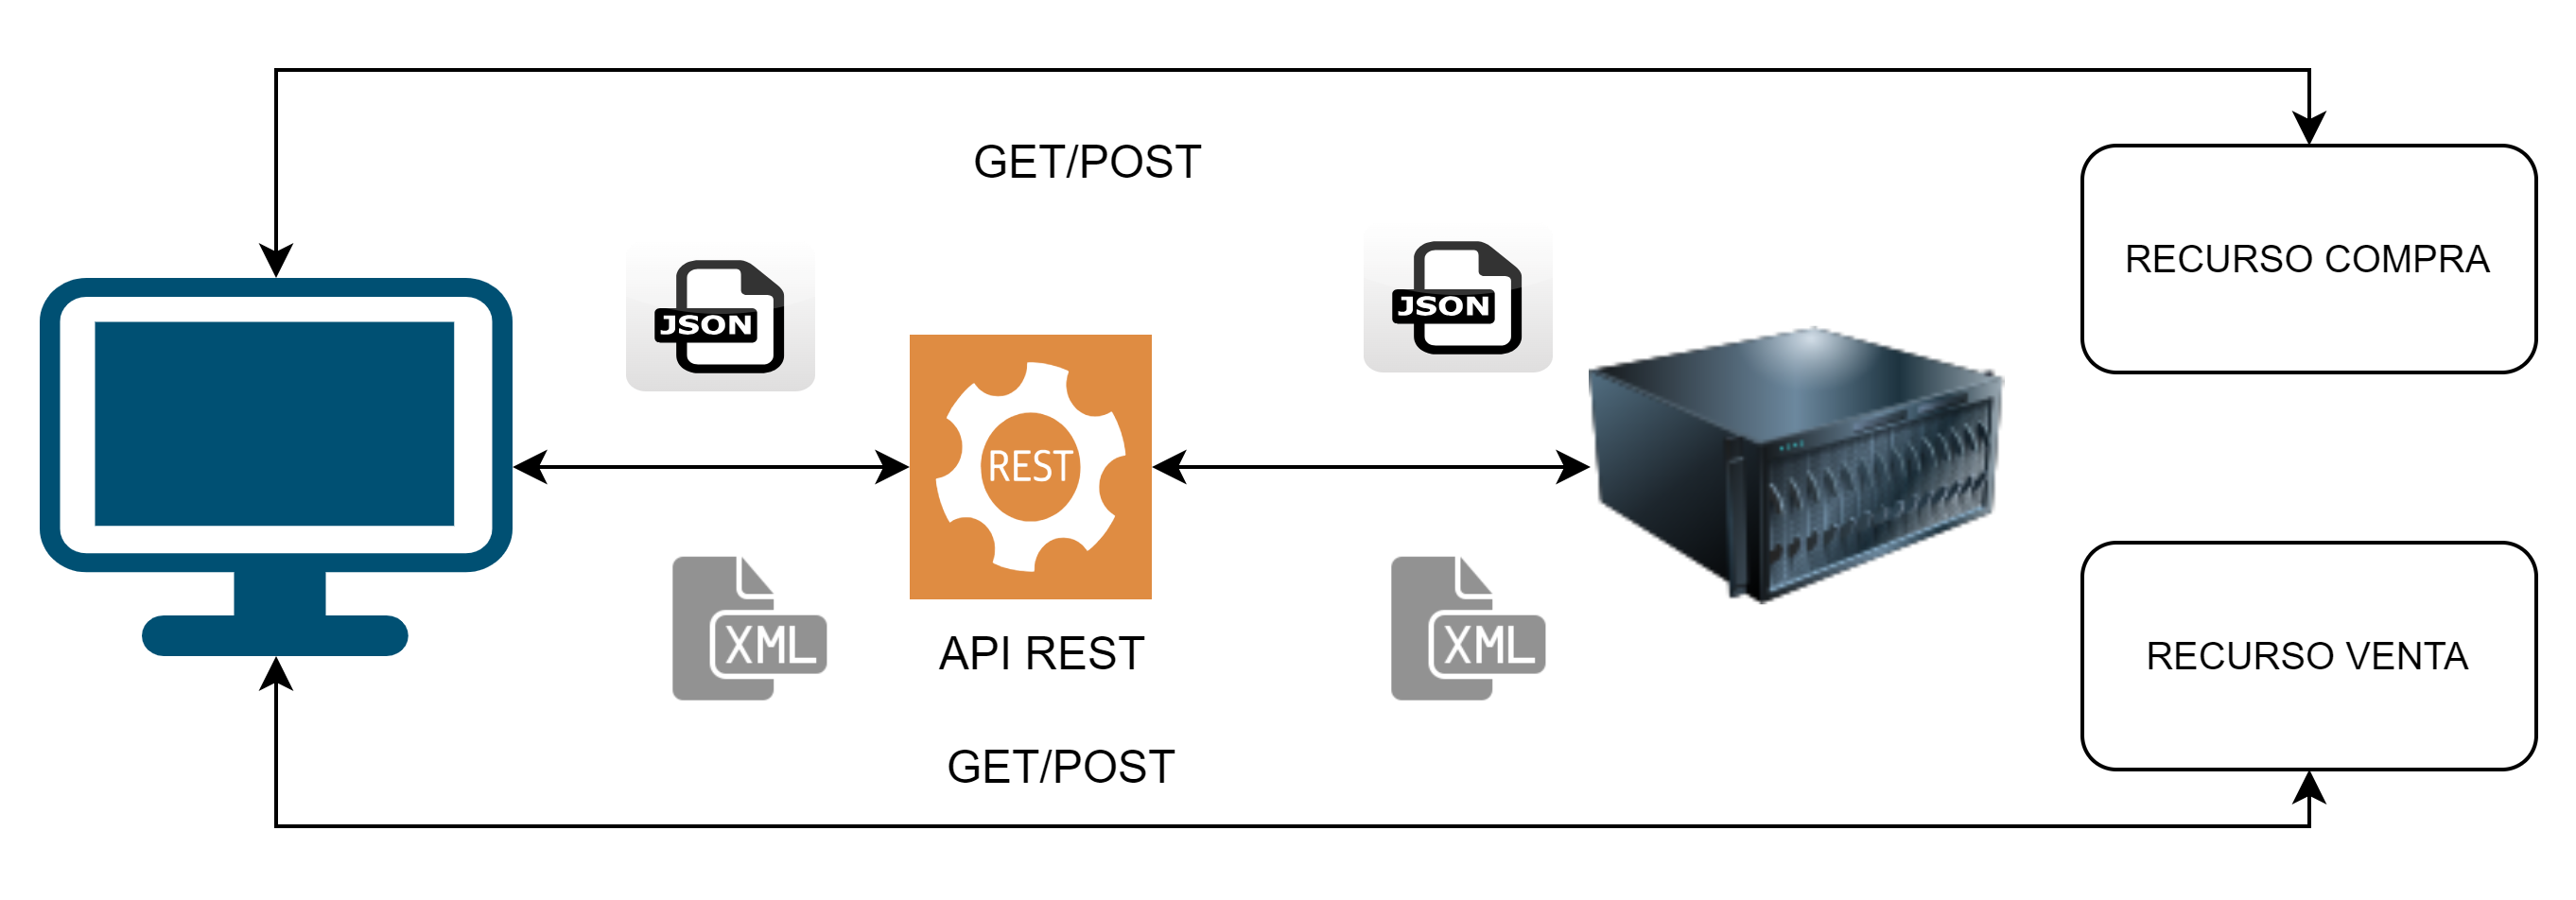 GET/POST
JSON
JSON
RECURSO COMPRA
REST
XML
API REST
XML
RECURSO VENTA
GET/POST